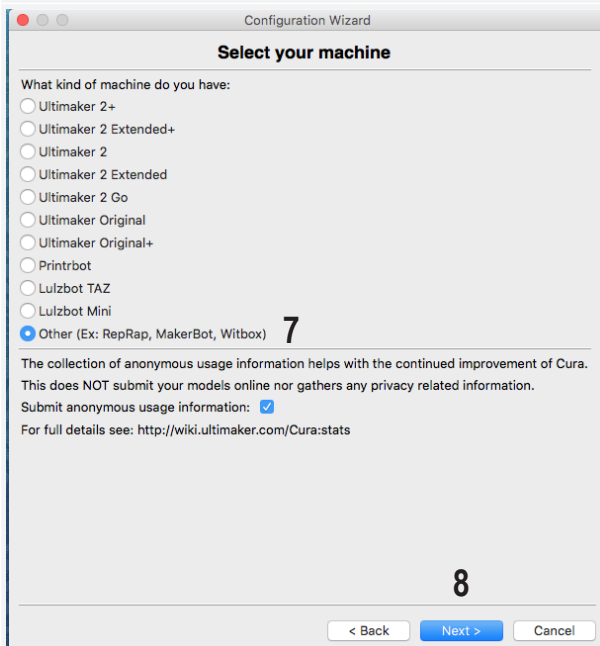 Configuration Wizard
Select your machine
What kind of machine do you have:
Ultimaker 2+
Ultimaker 2 Extended+
Ultimaker 2
Ultimaker 2 Extended
Ultimaker 2 Go
Ultimaker Original
Ultimaker Original+
Printrbot
Lulzbot TAZ
Lulzbot Mini
Other (Ex: RepRap, MakerBot, Witbox) 7
The collection of anonymous usage information helps with the continued improvement of Cura.
This does NOT submit your models online nor gathers any privacy related information.
Submit anonymous usage information:
For full details see: http://wiki.ultimaker.com/Cura:stats
8
< Back Next > Cancel